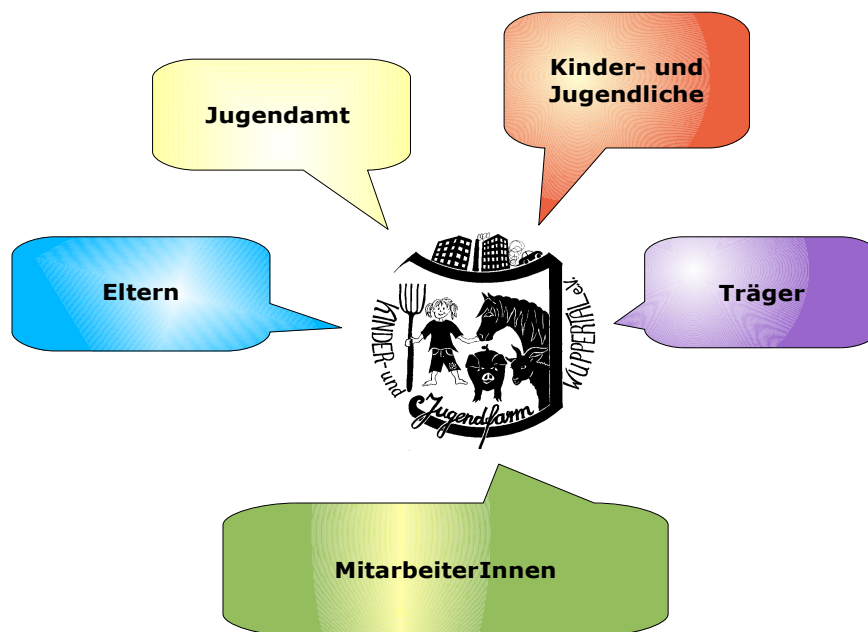 Kinder- und
Jugendliche
Jugendamt
Eltern
Träger
KINDER- und
Jugendfarm
WUPPERTAL e.V.
MitarbeiterInnen